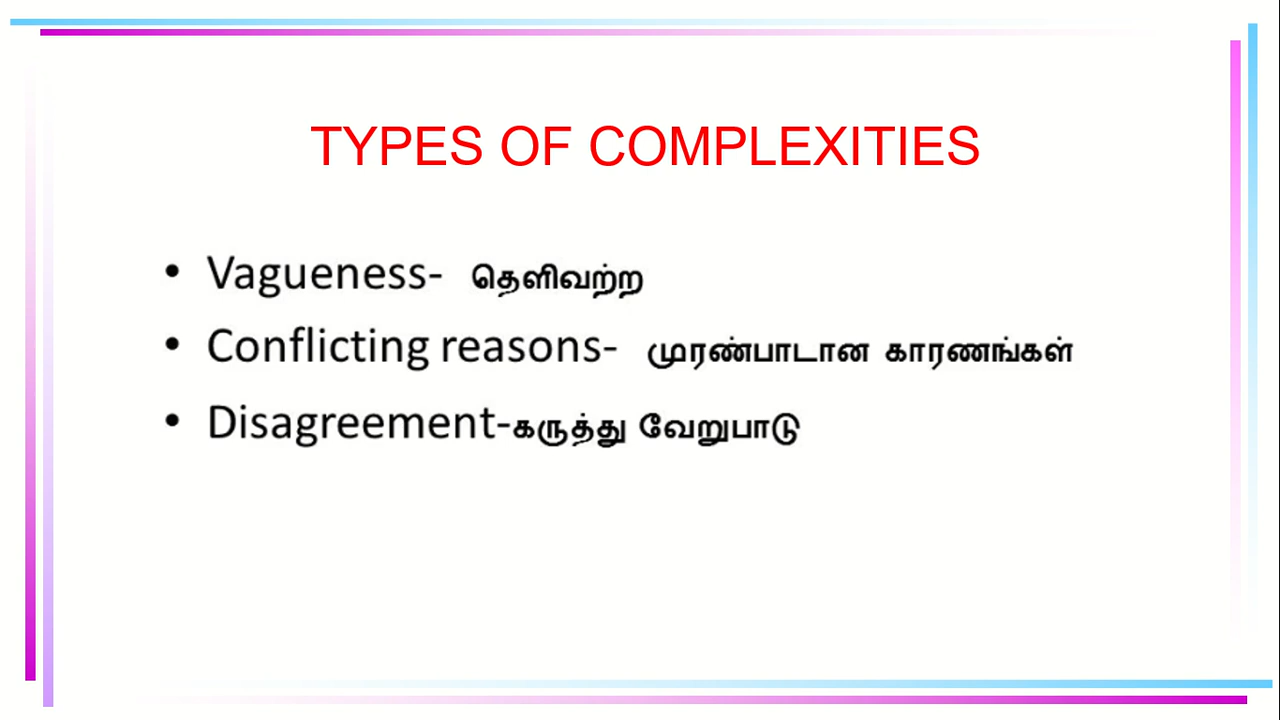 TYPES OF COMPLEXITIES
• Vagueness- தெளிவற்ற
• Conflicting reasons- முரண்பாடான காரணங்கள்
• Disagreement-கருத்து வேறுபாடு